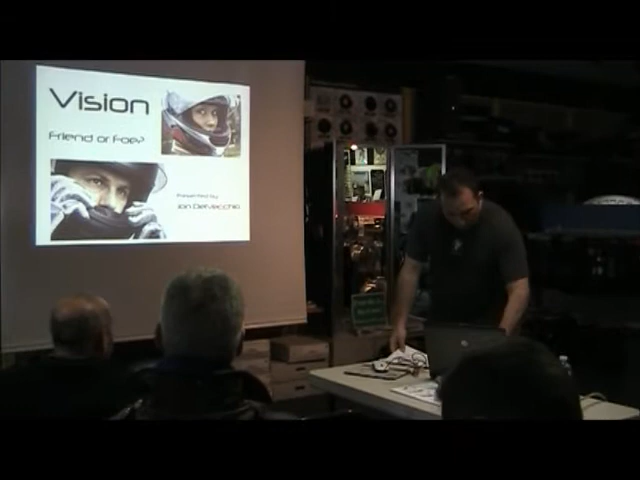 Vision
Friend or Foe?
Presented by:
Jon DelVecchio